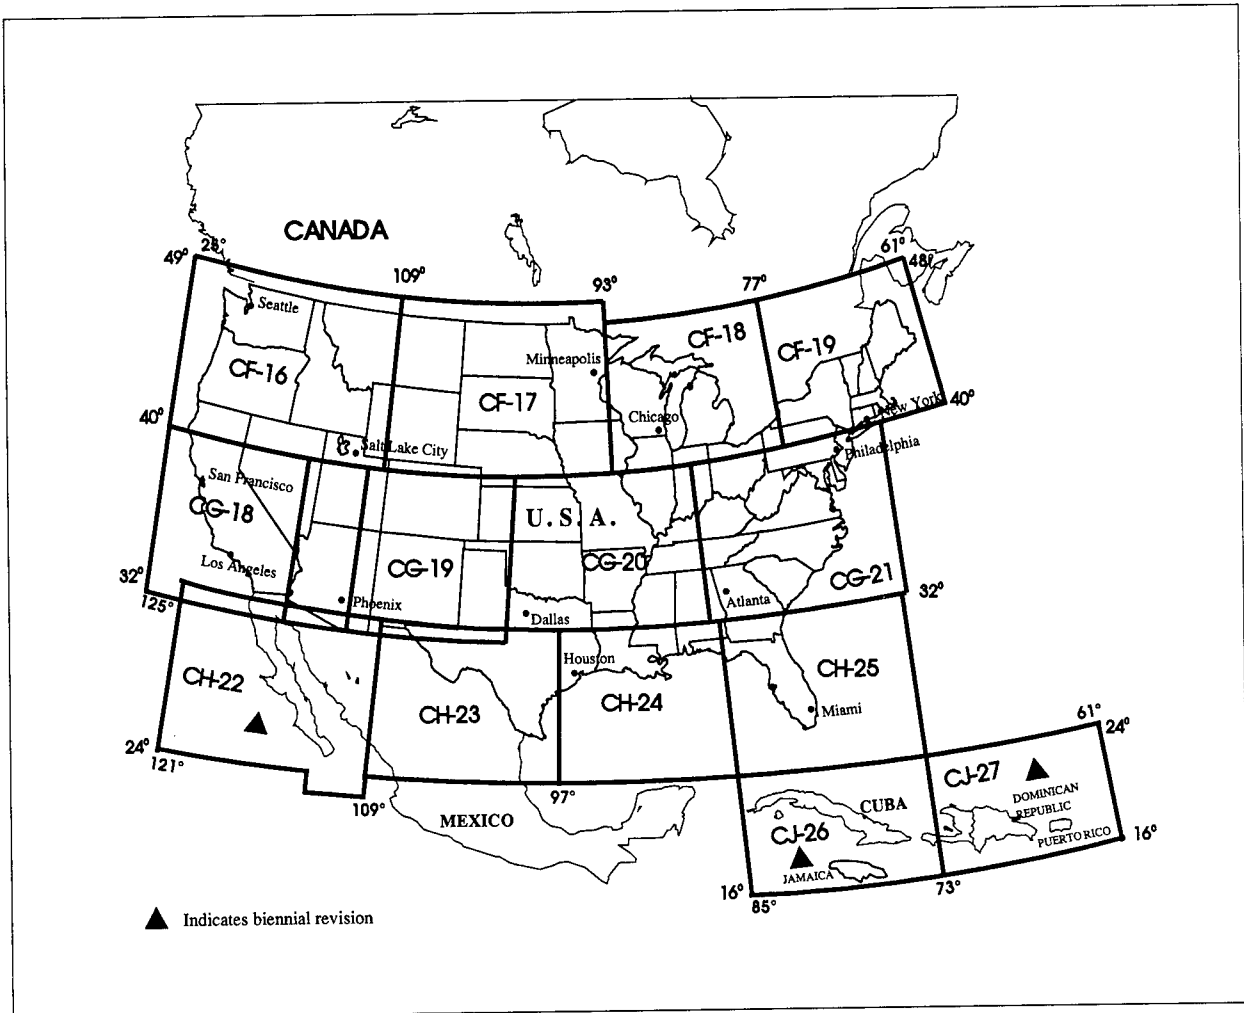 CANADA
49° 25°
109°
93°
77°
61°
48°
Seattle
CF-16
Minneapolis
CF-17
CF-18
CF-19
Chicago
New York
40°
40°
Salt Lake City
Philadelphia
San Francisco
CG-18
U.S.A.
Los Angeles
CG-19
CG-20
CG-21
32°
125°
Phoenix
Dallas
Atlanta
32°
Houston
CH-22
CH-23
CH-24
CH-25
Miami
24°
121°
109°
97°
61°
24°
MEXICO
CUBA
CJ-26
JAMAICA
CJ-27
DOMINICAN
REPUBLIC
PUERTO RICO
16°
16°
85°
73°
Indicates biennial revision